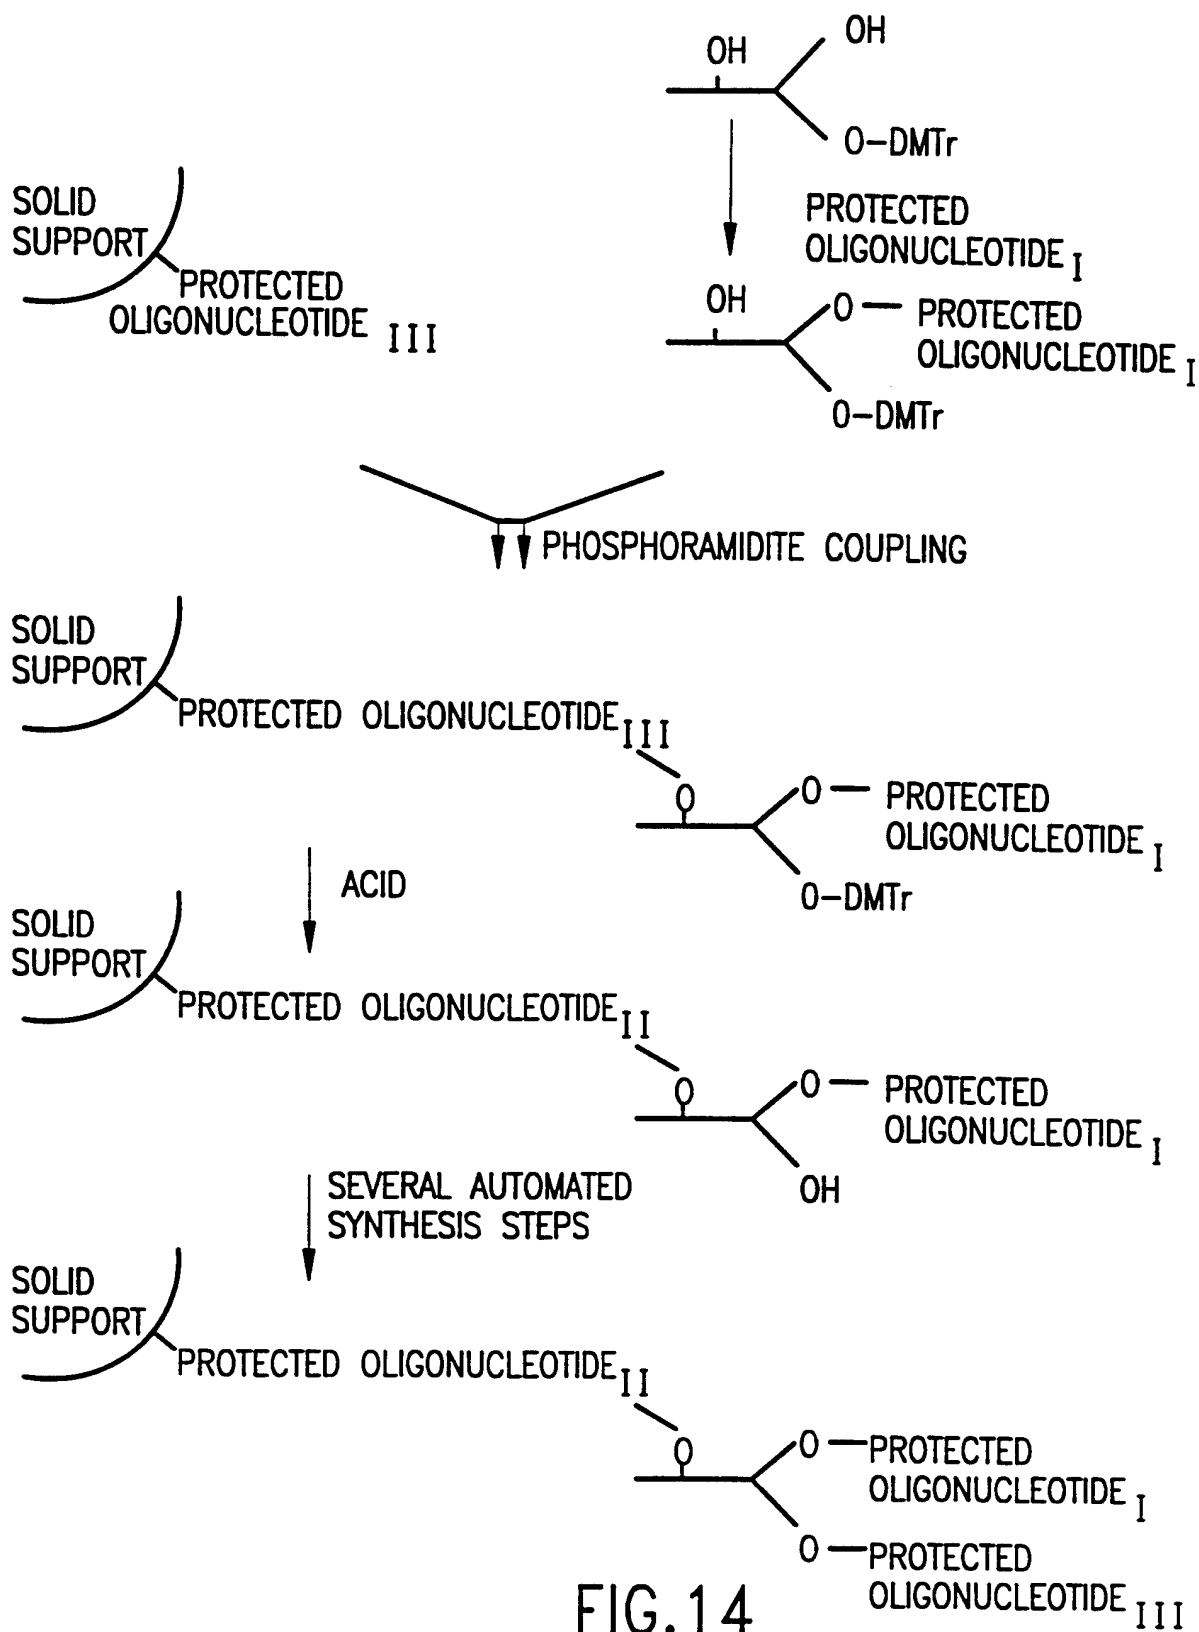 OH
OH
O-DMTr
PROTECTED
OLIGONUCLEOTIDE I
SOLID
SUPPORT
PROTECTED
OLIGONUCLEOTIDE III
OH
O — PROTECTED
OLIGONUCLEOTIDE I
O-DMTr
PHOSPHORAMIDITE COUPLING
SOLID
SUPPORT
PROTECTED OLIGONUCLEOTIDE III
O
O — PROTECTED
OLIGONUCLEOTIDE I
O-DMTr
ACID
SOLID
SUPPORT
PROTECTED OLIGONUCLEOTIDE II
O
O — PROTECTED
OLIGONUCLEOTIDE I
OH
SEVERAL AUTOMATED
SYNTHESIS STEPS
SOLID
SUPPORT
PROTECTED OLIGONUCLEOTIDE II
O
O — PROTECTED
OLIGONUCLEOTIDE I
O — PROTECTED
OLIGONUCLEOTIDE III
FIG.14